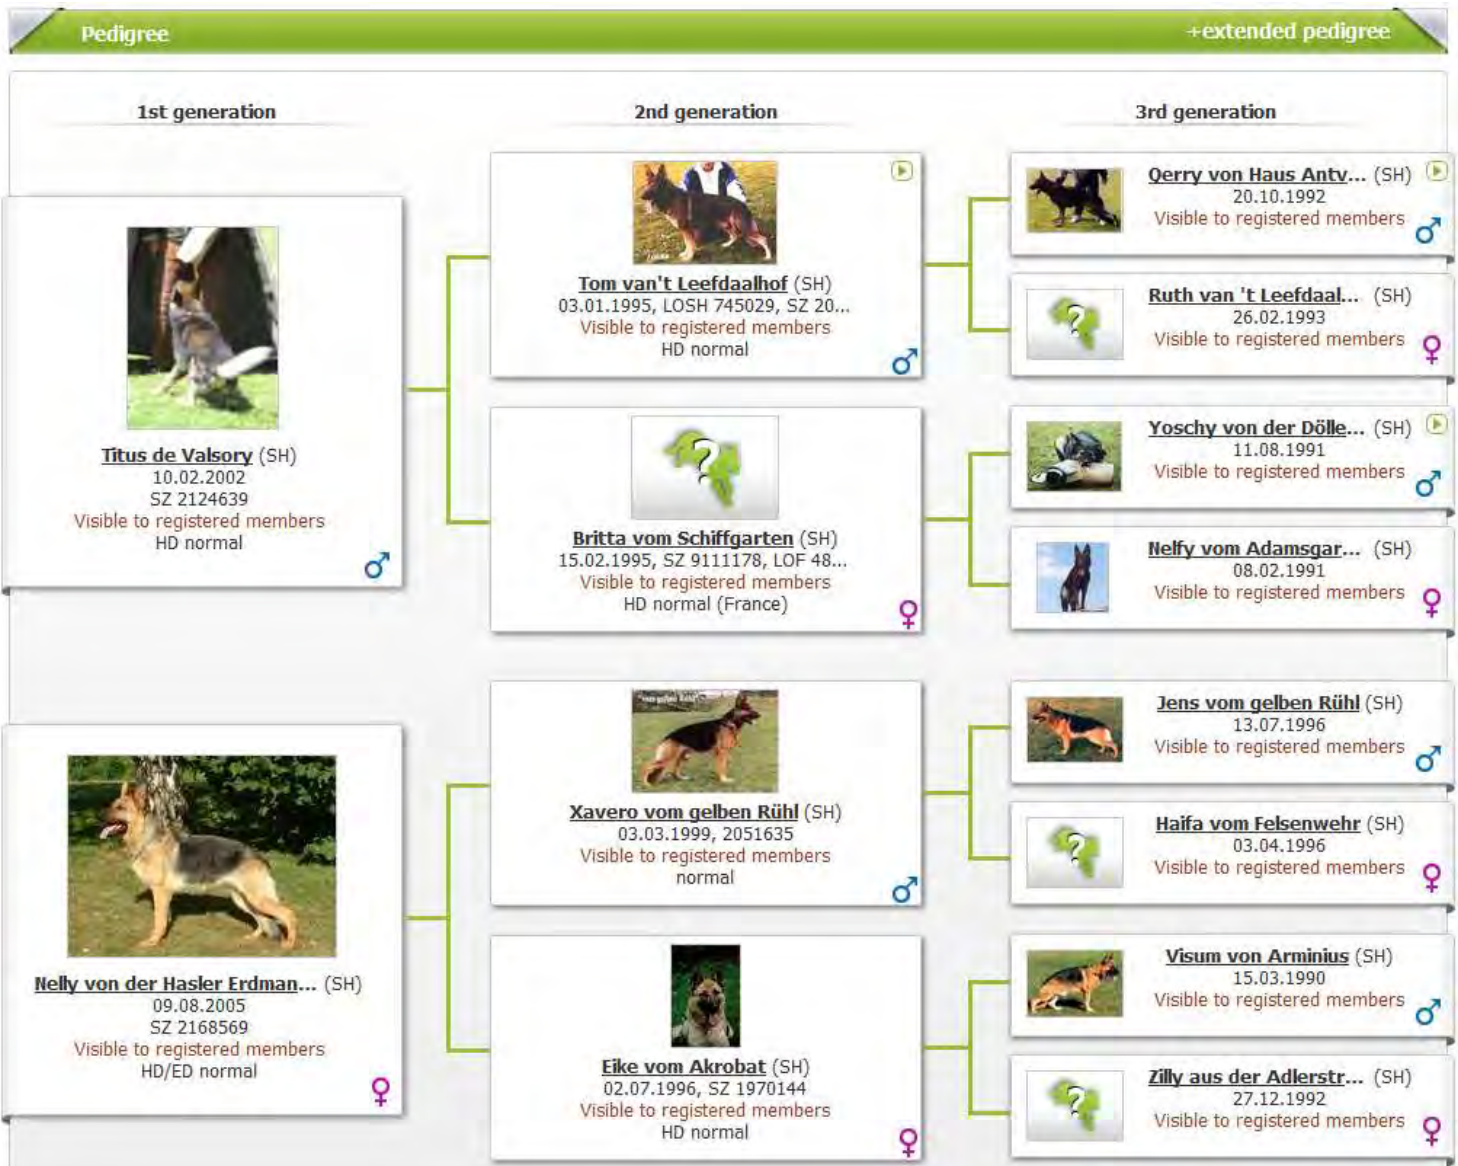 Pedigree
+extended pedigree
1st generation
2nd generation
3rd generation
Titus de Valsory (SH)
10.02.2002
SZ 2124639
Visible to registered members
HD normal
Nelly von der Hasler Erdman... (SH)
09.08.2005
SZ 2168569
Visible to registered members
HD/ED normal
Tom van't Leefdaalhof (SH)
03.01.1995, LOSH 745029, SZ 20...
Visible to registered members
HD normal
Britta vom Schiffgarten (SH)
15.02.1995, SZ 9111178, LOF 48...
Visible to registered members
HD normal (France)
Xavero vom gelben Rühl (SH)
03.03.1999, 2051635
Visible to registered members
normal
Eike vom Akrobat (SH)
02.07.1996, SZ 1970144
Visible to registered members
HD normal
Qerry von Haus Antv... (SH)
20.10.1992
Visible to registered members
Ruth van 't Leefdaal... (SH)
26.02.1993
Visible to registered members
Yoschy von der Dölle... (SH)
11.08.1991
Visible to registered members
Nelfy vom Adamsgar... (SH)
08.02.1991
Visible to registered members
Jens vom gelben Rühl (SH)
13.07.1996
Visible to registered members
Haifa vom Felsenwehr (SH)
03.04.1996
Visible to registered members
Visum von Arminius (SH)
15.03.1990
Visible to registered members
Zilly aus der Adlerstr... (SH)
27.12.1992
Visible to registered members